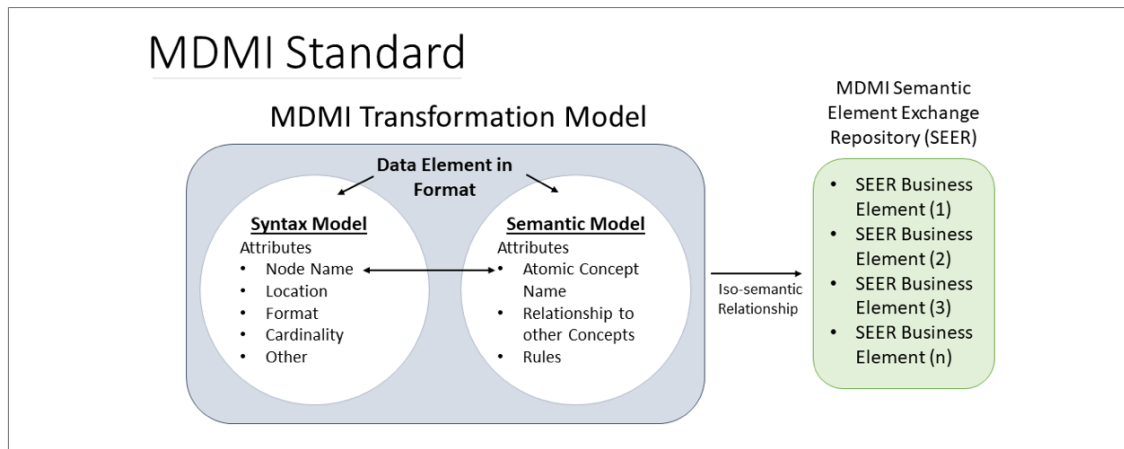 MDMI Standard
MDMI Transformation Model
Data Element in
Format
Syntax Model
Attributes
• Node Name
• Location
• Format
• Cardinality
• Other
Semantic Model
Attributes
• Atomic Concept
Name
• Relationship to
other Concepts
• Rules
Iso-semantic
Relationship
MDMI Semantic
Element Exchange
Repository (SEER)
• SEER Business
Element (1)
• SEER Business
Element (2)
• SEER Business
Element (3)
• SEER Business
Element (n)